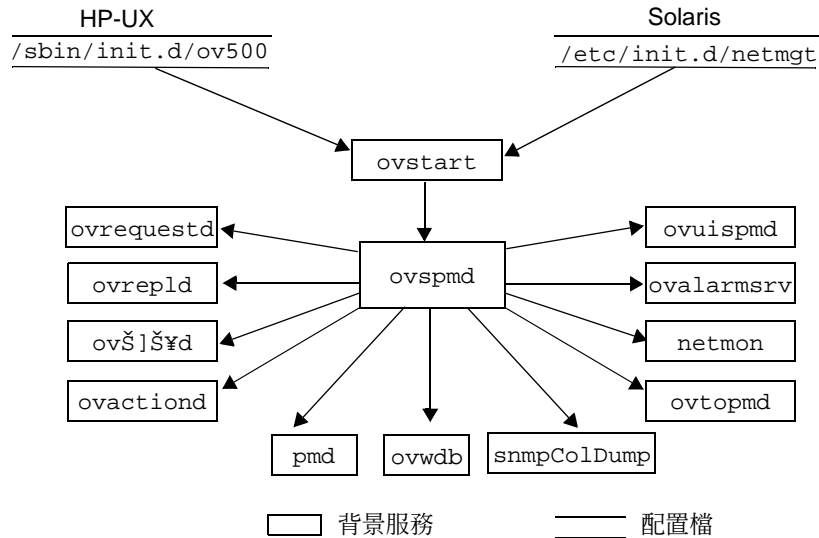 HP-UX
Solaris
/sbin/init.d/ov500
/etc/init.d/netmgt
ovstart
ovrequestd
ovuispmd
ovspmd
ovrepld
ovalarmsrv
ovŠ]Š¥d
netmon
ovactiond
ovtopmd
pmd
ovwdb
snmpColDump
背景服務
配置檔